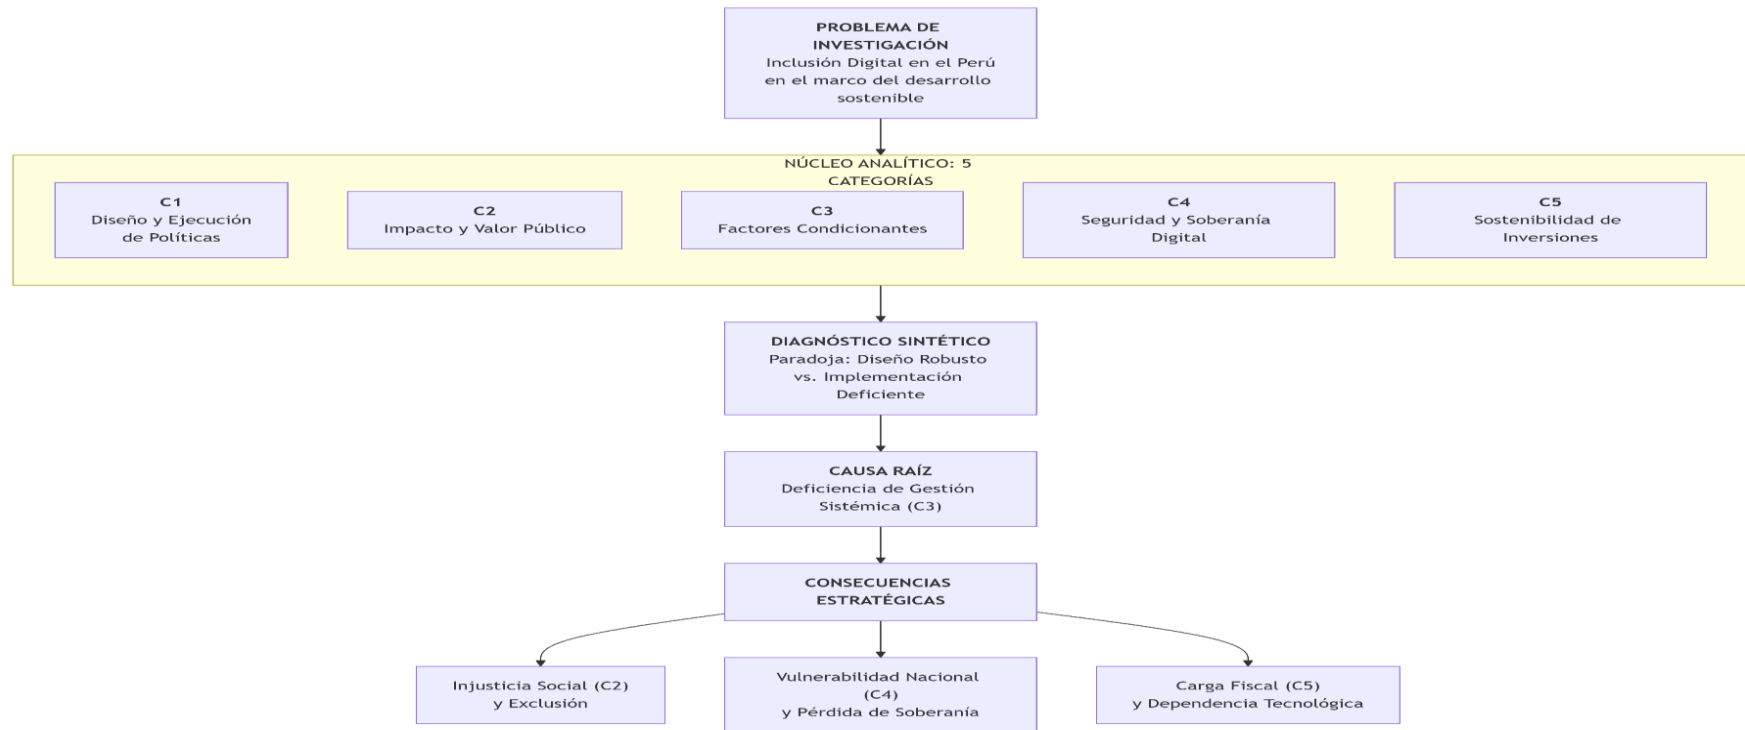 PROBLEMA DE
INVESTIGACIÓN
Inclusión Digital en el Perú
en el marco del desarrollo
sostenible
NÚCLEO ANALÍTICO: 5
CATEGORÍAS
C1
Diseño y Ejecución
de Políticas
C2
Impacto y Valor Público
C3
Factores Condicionantes
C4
Seguridad y Soberanía
Digital
C5
Sostenibilidad de
Inversiones
DIAGNÓSTICO SINTÉTICO
Paradoja: Diseño Robusto
vs. Implementación
Deficiente
CAUSA RAÍZ
Deficiencia de Gestión
Sistémica (C3)
CONSECUENCIAS
ESTRATÉGICAS
Injusticia Social (C2)
y Exclusión
Vulnerabilidad Nacional
(C4)
y Pérdida de Soberanía
Carga Fiscal (C5)
y Dependencia Tecnológica